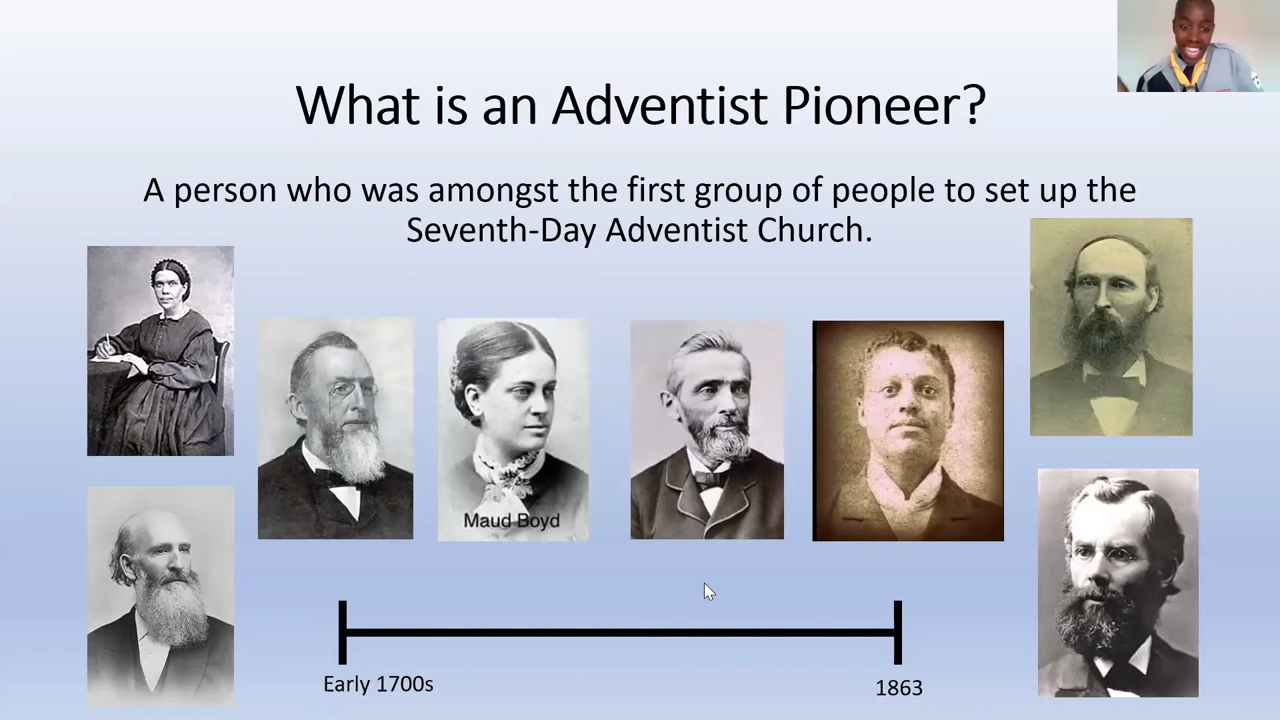 What is an Adventist Pioneer?
A person who was amongst the first group of people to set up the
Seventh-Day Adventist Church.
Maud Boyd
Early 1700s
1863